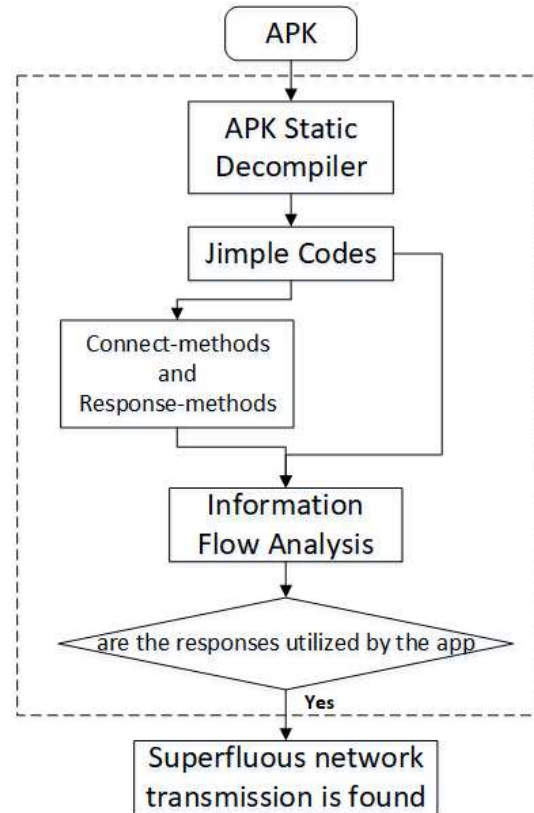 APK
APK Static
Decompiler
Jimple Codes
Connect-methods
and
Response-methods
Information
Flow Analysis
are the responses utilized by the app
Yes
Superfluous network
transmission is found